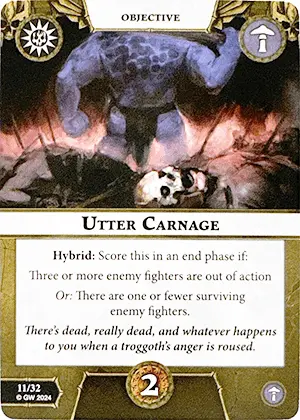 OBJECTIVE
UTTER CARNAGE
Hybrid: Score this in an end phase if:
Three or more enemy fighters are out of action
Or: There are one or fewer surviving
enemy fighters.
There's dead, really dead, and whatever happens
to you when a troggoth's anger is roused.
11/32
© GW 2024
2